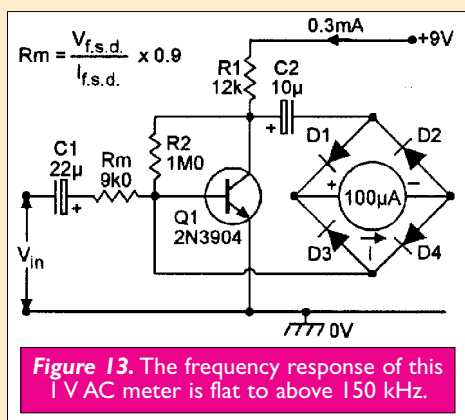 0.3mA
+9V
Rm = Vf.s.d. / If.s.d. x 0.9
R1
12k
C2
10µ
+
D1
D2
R2
1M0
C1
22µ
+
Rm
9k0
+
100µA
−
Q1
2N3904
D3
I
D4
Vin
0V
Figure 13. The frequency response of this
1 V AC meter is flat to above 150 kHz.